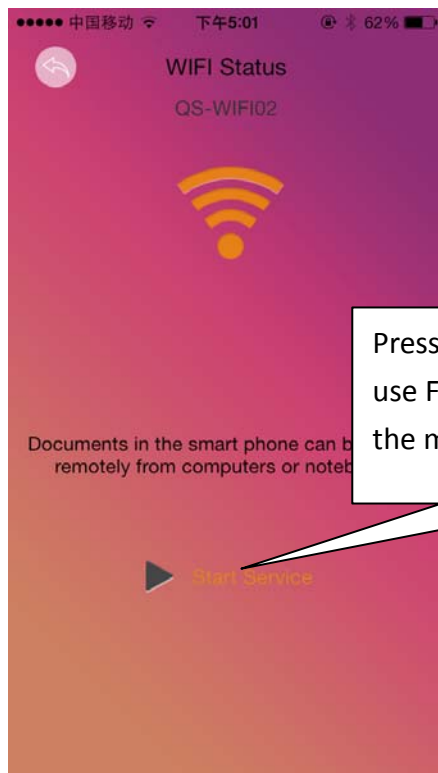 中国移动 下午5:01 62%
WIFI Status
QS-WIFI02
Press
use F
the m
Documents in the smart phone can b
remotely from computers or noteb
Start Service